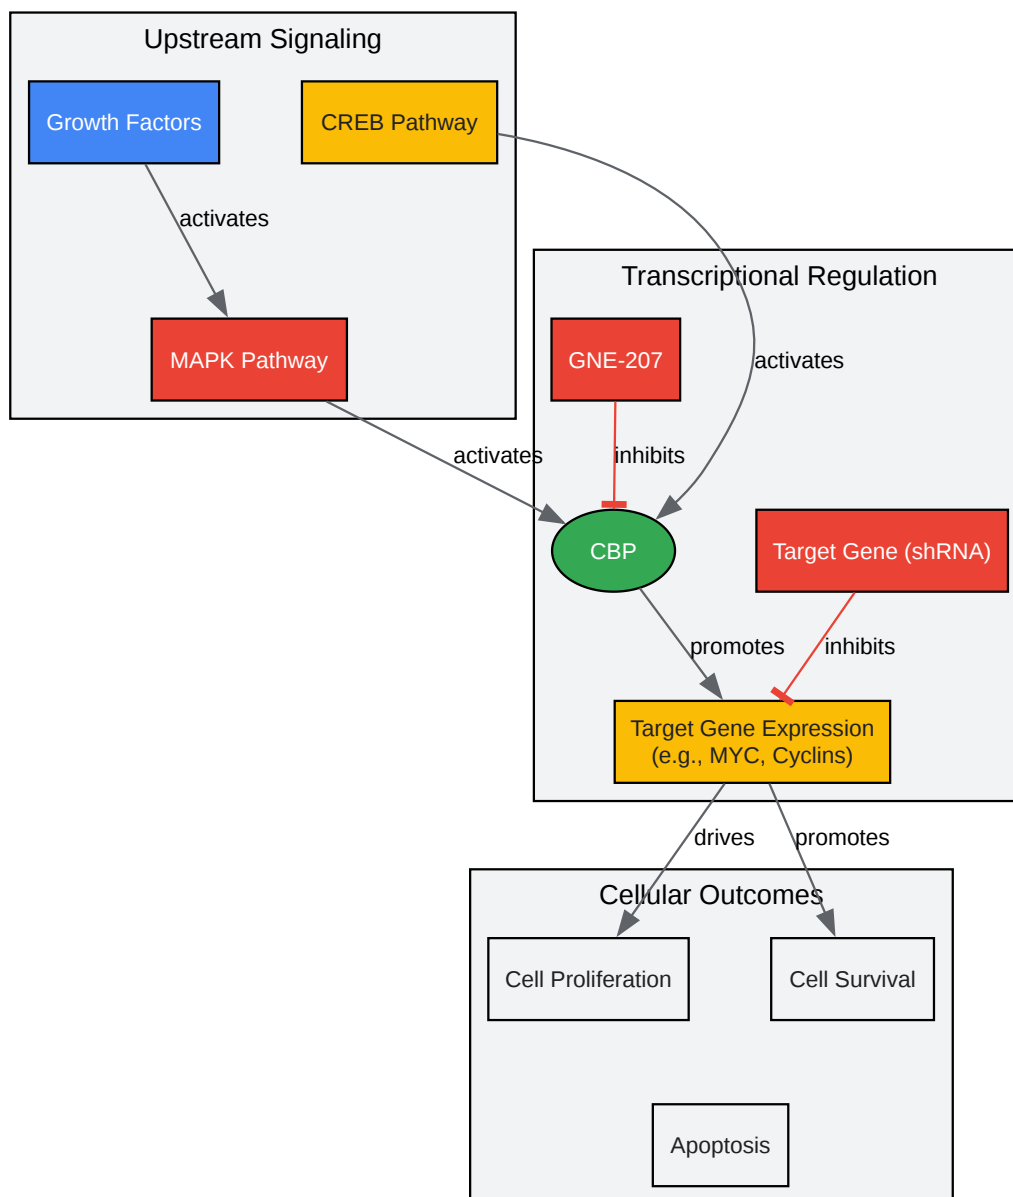 Upstream Signaling
Growth Factors
CREB Pathway
activates
MAPK Pathway
Transcriptional Regulation
GNE-207
activates
activates
inhibits
CBP
Target Gene (shRNA)
promotes
inhibits
Target Gene Expression
(e.g., MYC, Cyclins)
drives
promotes
Cellular Outcomes
Cell Proliferation
Cell Survival
Apoptosis